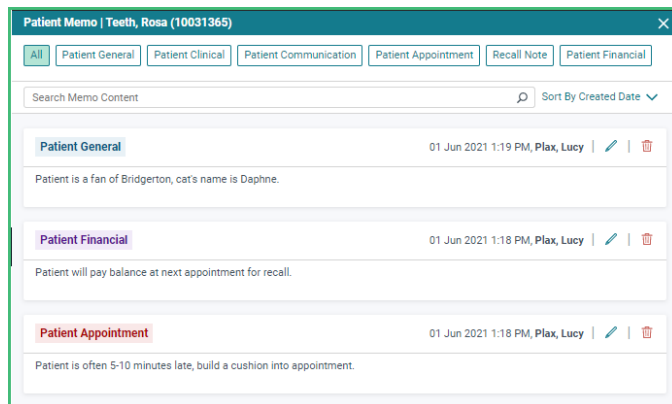 Patient Memo | Teeth, Rosa (10031365)
All Patient General Patient Clinical Patient Communication Patient Appointment Recall Note Patient Financial
Search Memo Content Sort By Created Date
Patient General 01 Jun 2021 1:19 PM, Plax, Lucy
Patient is a fan of Bridgerton, cat's name is Daphne.
Patient Financial 01 Jun 2021 1:18 PM, Plax, Lucy
Patient will pay balance at next appointment for recall.
Patient Appointment 01 Jun 2021 1:18 PM, Plax, Lucy
Patient is often 5-10 minutes late, build a cushion into appointment.